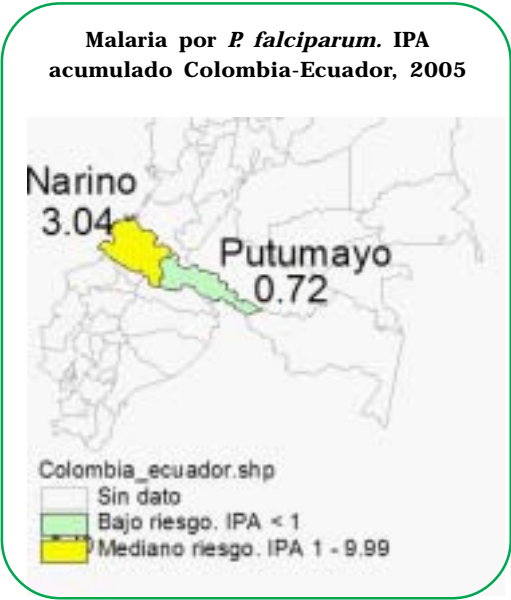 Malaria por P. falciparum. IPA
acumulado Colombia-Ecuador, 2005
Narino
3.04
Putumayo
0.72
Colombia_ecuador.shp
Sin dato
Bajo riesgo. IPA < 1
Mediano riesgo. IPA 1 - 9.99